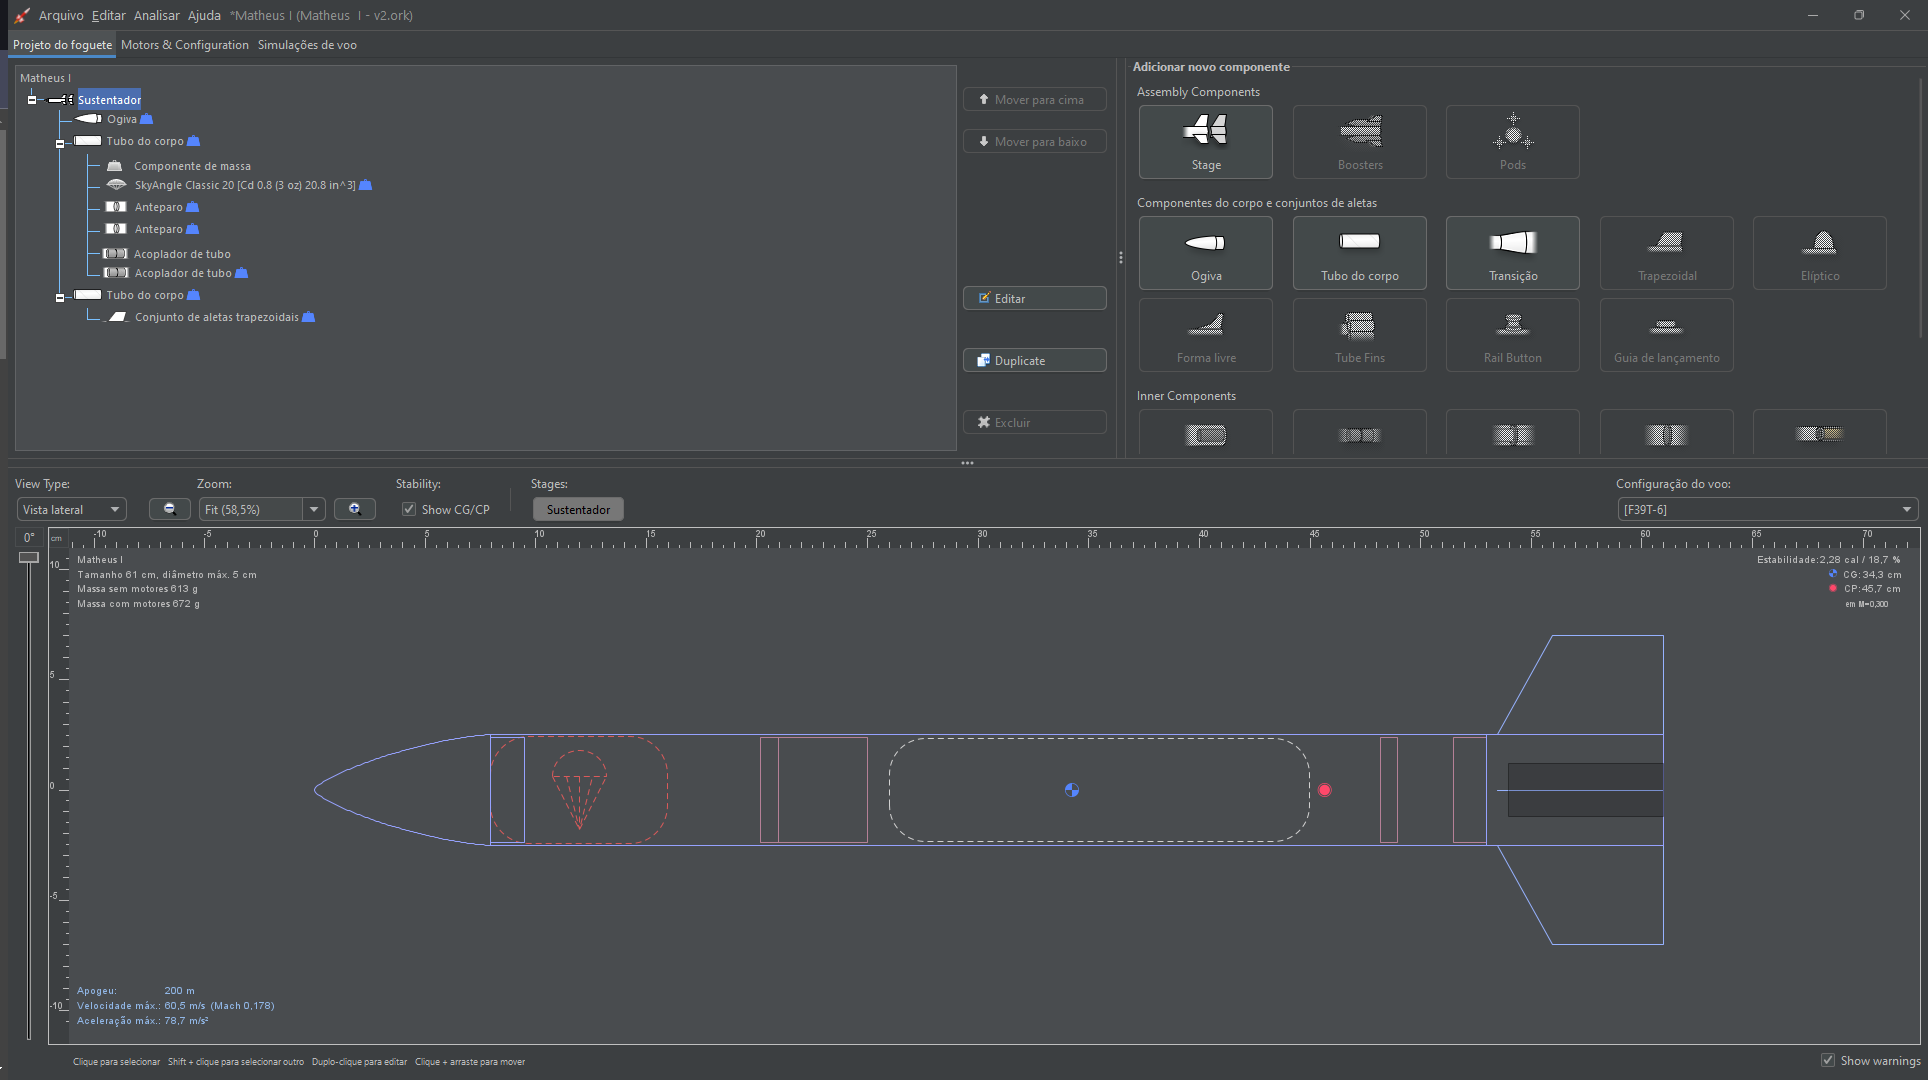 Arquivo Editar Analisar Ajuda *Matheus I (Matheus I - v2.ork)
Projeto do foguete Motors & Configuration Simulações de voo
Matheus I
Sustentador
Ogiva
Tubo do corpo
Componente de massa
SkyAngle Classic 20 [Cd 0.8 (3 oz) 20.8 in^3]
Anteparo
Anteparo
Acoplador de tubo
Acoplador de tubo
Tubo do corpo
Conjunto de aletas trapezoidais
Mover para cima
Mover para baixo
Editar
Duplicate
Excluir
Adicionar novo componente
Assembly Components
Stage Boosters Pods
Componentes do corpo e conjuntos de aletas
Ogiva Tubo do corpo Transição Trapezoidal Elíptico
Forma livre Tube Fins Rail Button Guia de lançamento
Inner Components
View Type: Zoom: Stability: Stages: Configuração do voo:
Vista lateral Fit (58,5%) Show CG/CP Sustentador [F39T-6]
0° cm -10 -5 0 5 10 15 20 25 30 35 40 45 50 55 60 65 70
10
5
0
-5
-10
Matheus I
Tamanho 61 cm, diâmetro máx. 5 cm
Massa sem motores 613 g
Massa com motores 672 g
Estabilidade:2,28 cal / 18,7 %
CG:34,3 cm
CP:45,7 cm
em M=0,300
Apogeu: 200 m
Velocidade máx.: 60,5 m/s (Mach 0,178)
Aceleração máx.: 78,7 m/s²
Clique para selecionar Shift + clique para selecionar outro Duplo-clique para editar Clique + arraste para mover
Show warnings